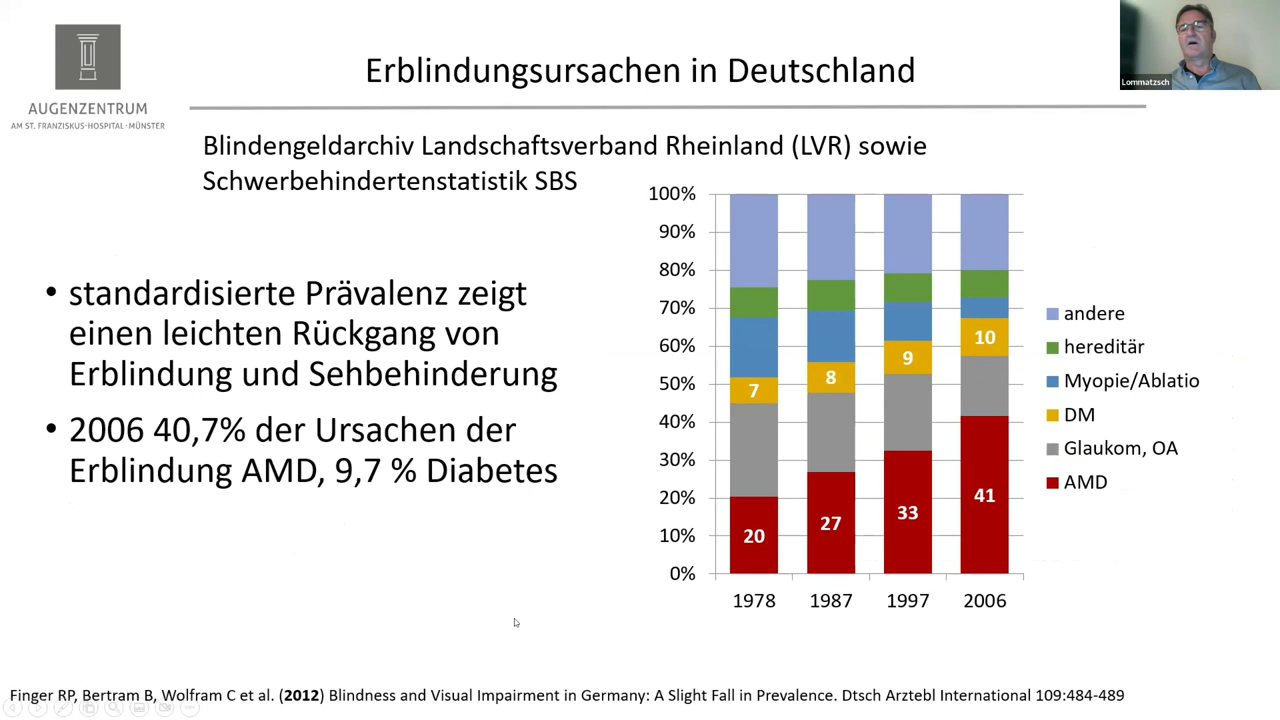 AUGENZENTRUM
AM ST. FRANZISKUS-HOSPITAL·MÜNSTER
Erblindungsursachen in Deutschland
Lommatzsch
Blindengeldarchiv Landschaftsverband Rheinland (LVR) sowie
Schwerbehindertenstatistik SBS
• standardisierte Prävalenz zeigt
einen leichten Rückgang von
Erblindung und Sehbehinderung
• 2006 40,7% der Ursachen der
Erblindung AMD, 9,7 % Diabetes
100%
90%
80%
70%
60%
50%
40%
30%
20%
10%
0%
7
8
9
10
20
27
33
41
1978
1987
1997
2006
andere
hereditär
Myopie/Ablatio
DM
Glaukom, OA
AMD
Finger RP, Bertram B, Wolfram C et al. (2012) Blindness and Visual Impairment in Germany: A Slight Fall in Prevalence. Dtsch Arztebl International 109:484-489